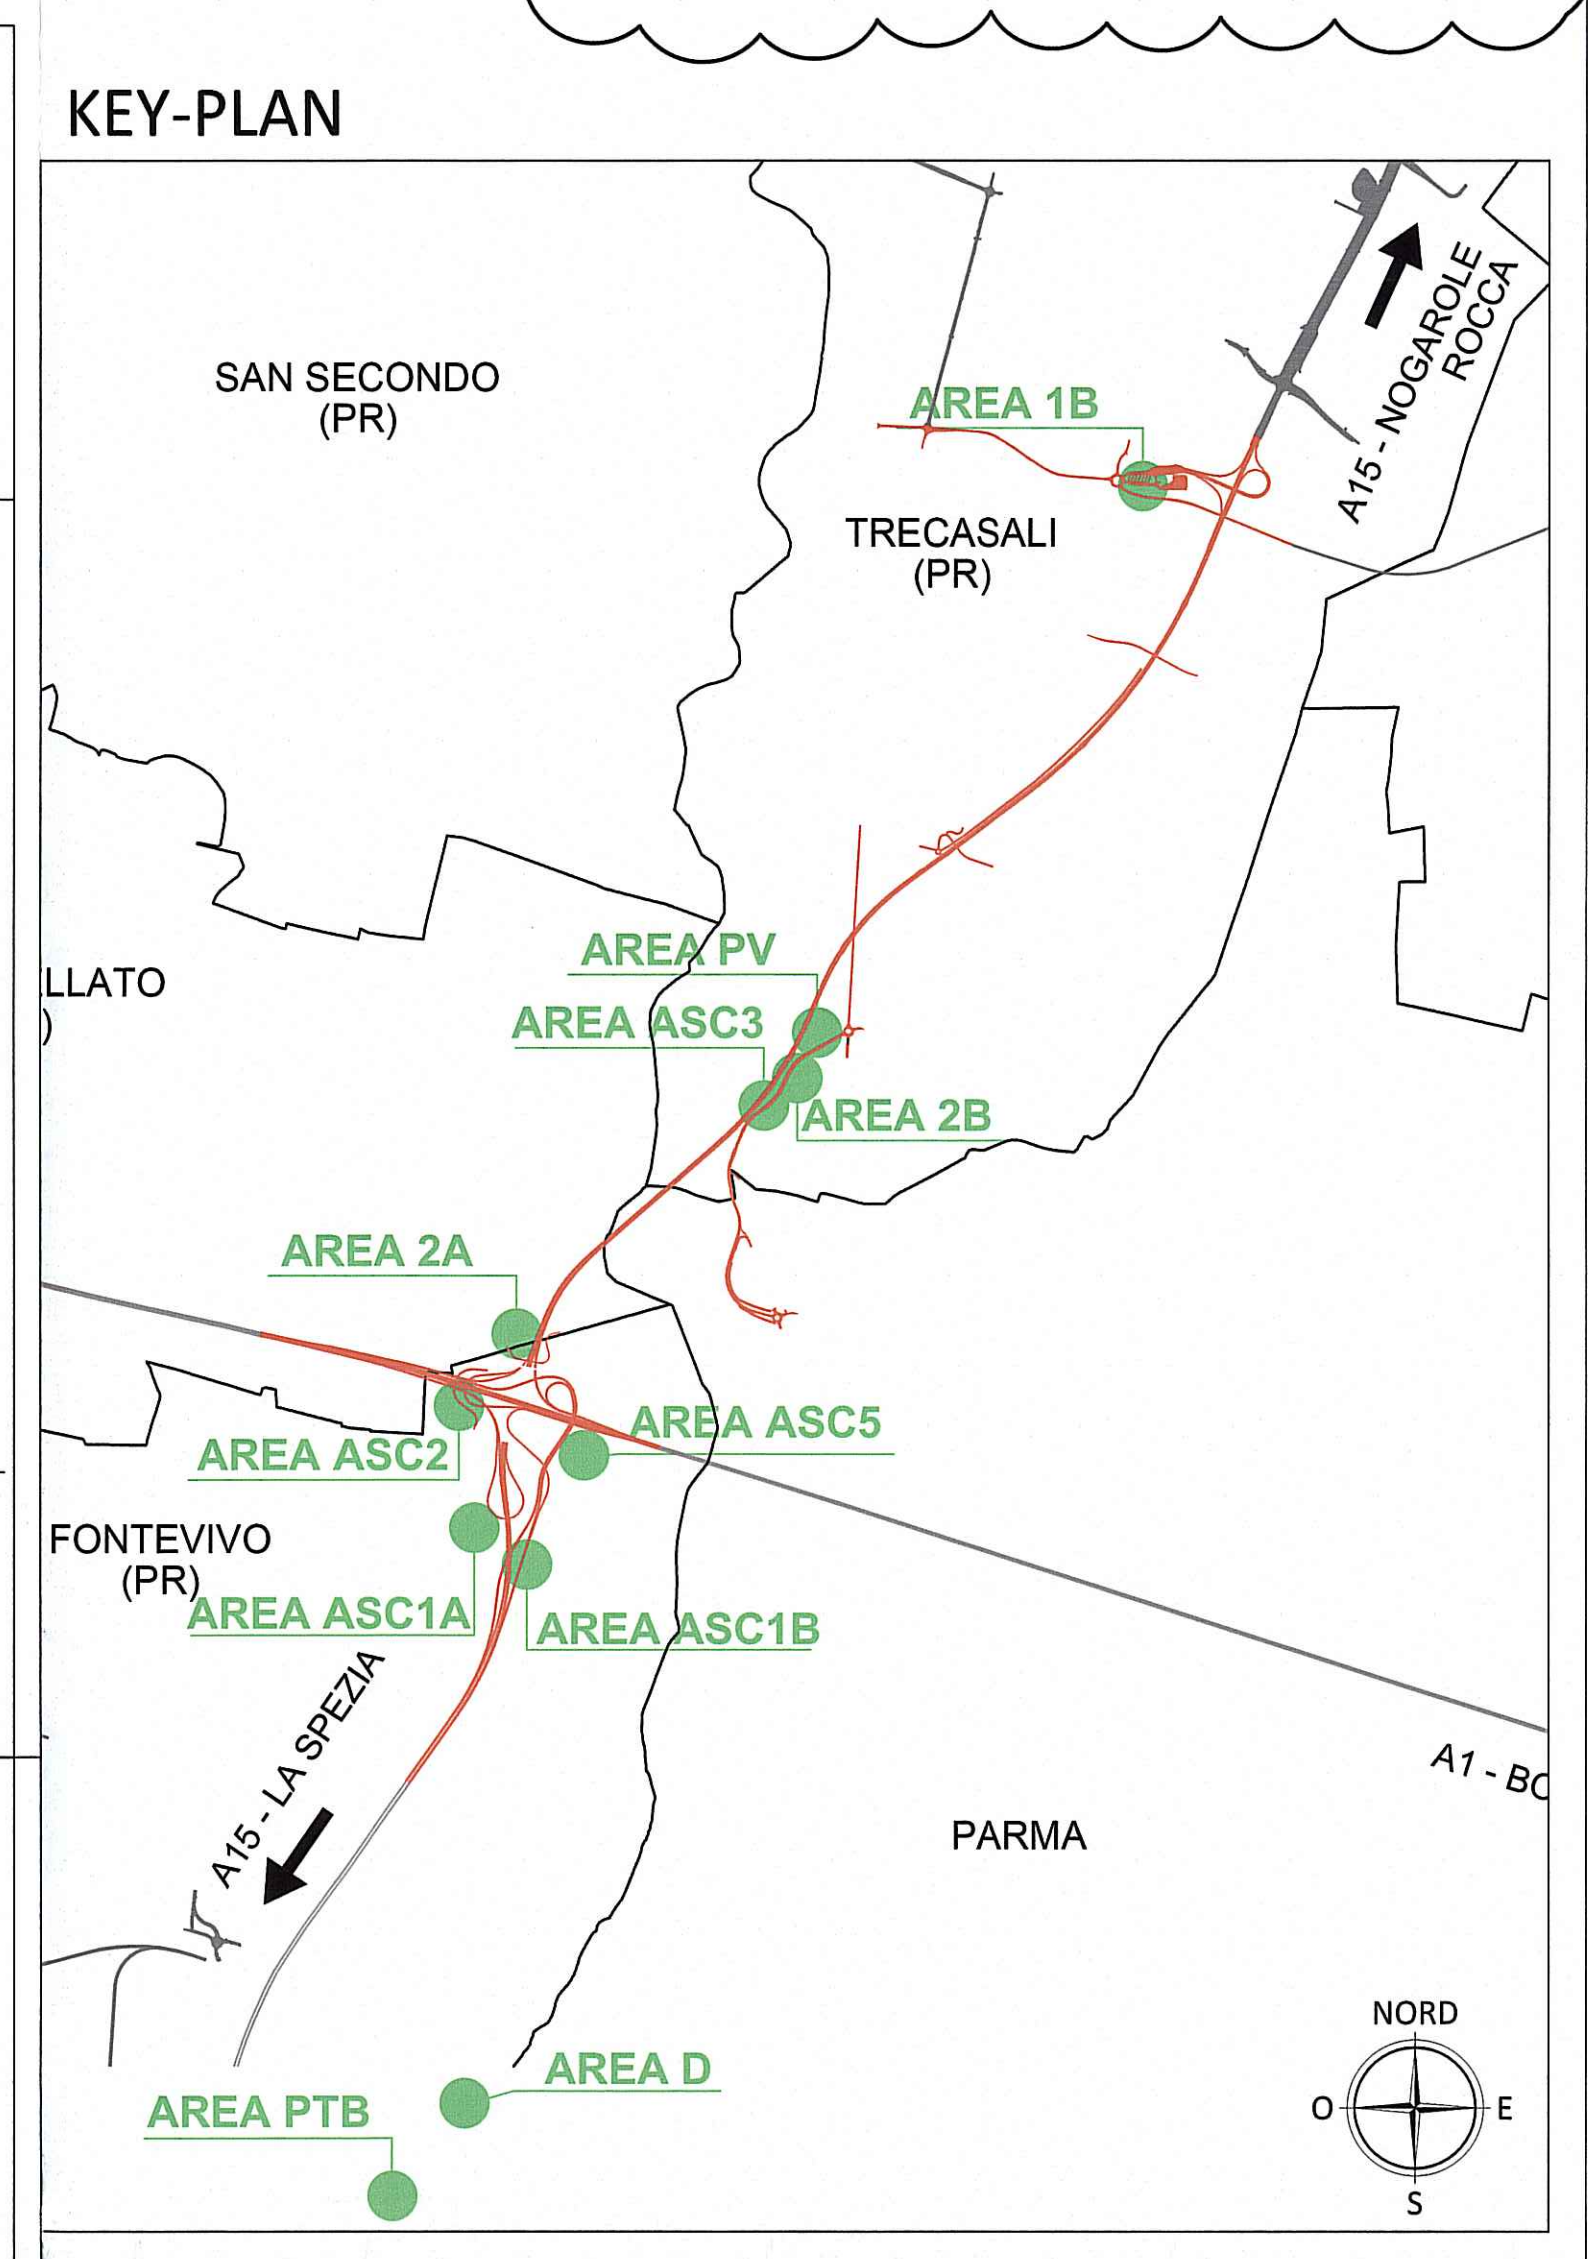 KEY-PLAN
A15 - NOGAROLE
ROCCA
SAN SECONDO
(PR)
AREA 1B
TRECASALI
(PR)
AREA PV
LLATO
)
AREA ASC3
AREA 2B
AREA 2A
AREA ASC5
AREA ASC2
FONTEVIVO
(PR)
AREA ASC1A
AREA ASC1B
A15 - LA SPEZIA
A1 - BO
PARMA
NORD
O
E
S
AREA D
AREA PTB